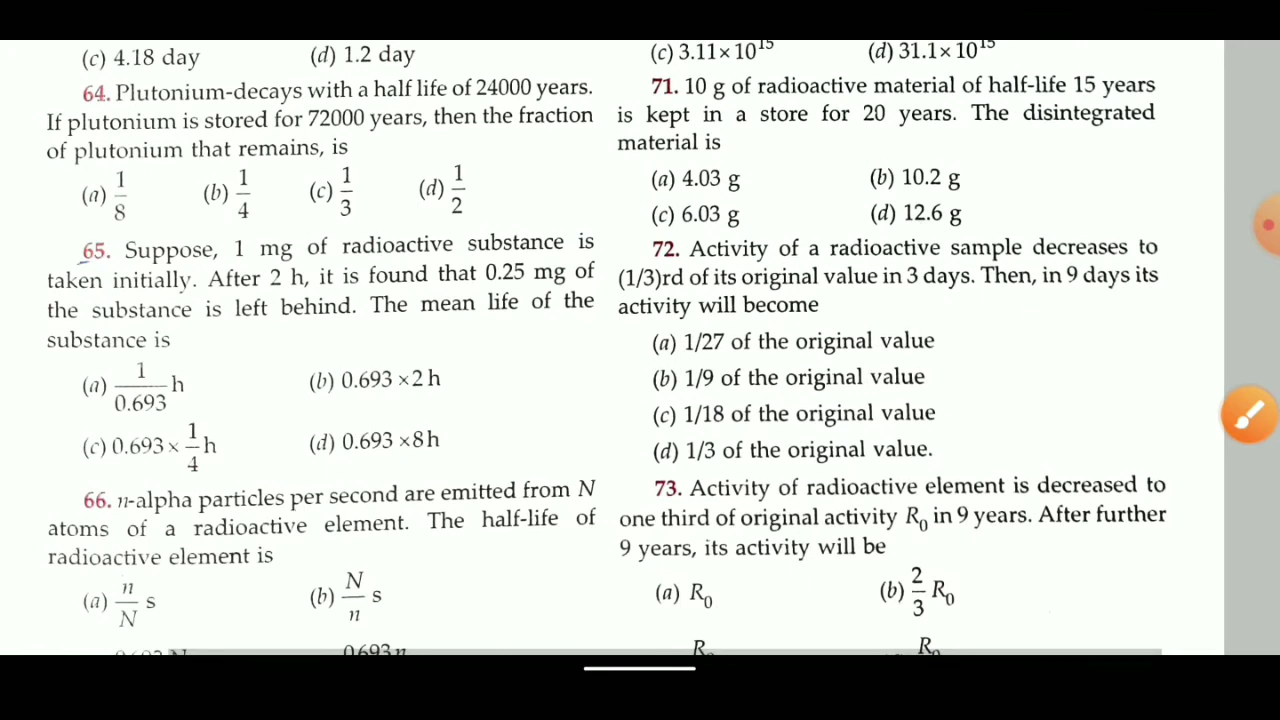 (c) 4.18 day (d) 1.2 day
64. Plutonium-decays with a half life of 24000 years.
If plutonium is stored for 72000 years, then the fraction
of plutonium that remains, is
(a) 1/8 (b) 1/4 (c) 1/3 (d) 1/2
65. Suppose, 1 mg of radioactive substance is
taken initially. After 2 h, it is found that 0.25 mg of
the substance is left behind. The mean life of the
substance is
(a) 1/0.693 h (b) 0.693 × 2 h
(c) 0.693 × 1/4 h (d) 0.693 × 8 h
66. n-alpha particles per second are emitted from N
atoms of a radioactive element. The half-life of
radioactive element is
(a) n/N s (b) N/n s
0.693 n
(c) 3.11 × 10^15 (d) 31.1 × 10^15
71. 10 g of radioactive material of half-life 15 years
is kept in a store for 20 years. The disintegrated
material is
(a) 4.03 g (b) 10.2 g
(c) 6.03 g (d) 12.6 g
72. Activity of a radioactive sample decreases to
(1/3)rd of its original value in 3 days. Then, in 9 days its
activity will become
(a) 1/27 of the original value
(b) 1/9 of the original value
(c) 1/18 of the original value
(d) 1/3 of the original value.
73. Activity of radioactive element is decreased to
one third of original activity R₀ in 9 years. After further
9 years, its activity will be
(a) R₀ (b) 2/3 R₀
R₀ R₀